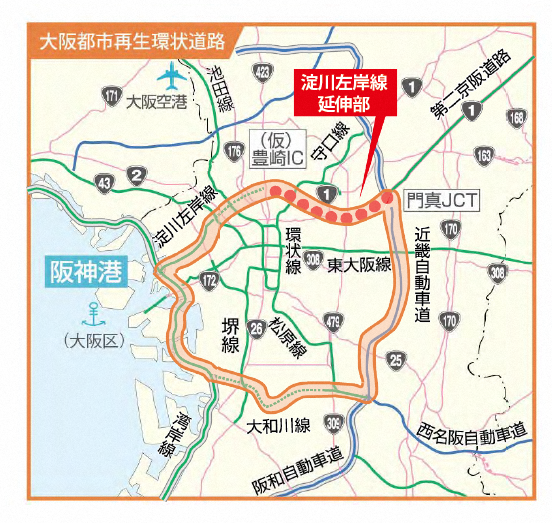 大阪都市再生環状道路
淀川左岸線
延伸部
423
171
大阪空港
池田線
1
第二京阪道路
1
168
(仮)
豊崎IC
守口線
176
163
43
2
1
門真JCT
淀川左岸線
環状線
308
東大阪線
近畿自動車道
170
308
阪神港
172
(大阪区)
堺線
26
松原線
479
170
25
大和川線
309
西名阪自動車道
湾岸線
阪和自動車道